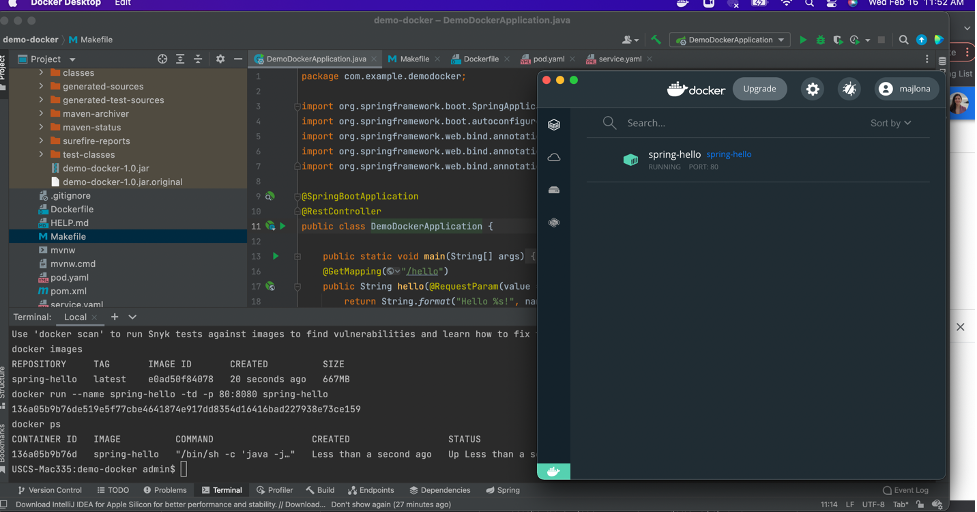 Docker Desktop Edit
Wed Feb 16 11:52 AM
demo-docker – DemoDockerApplication.java
demo-docker Makefile
DemoDockerApplication
Project
DemoDockerApplication.java
Makefile
Dockerfile
pod.yaml
service.yaml
Project
classes
generated-sources
generated-test-sources
maven-archiver
maven-status
surefire-reports
test-classes
demo-docker-1.0.jar
demo-docker-1.0.jar.original
.gitignore
Dockerfile
HELP.md
Makefile
mvnw
mvnw.cmd
pod.yaml
pom.xml
service.yaml
1 package com.example.demodocker;
2
3 import org.springframework.boot.SpringApplic
4 import org.springframework.boot.autoconfigur
5 import org.springframework.web.bind.annotati
6 import org.springframework.web.bind.annotati
7 import org.springframework.web.bind.annotati
8
9 @SpringBootApplication
10 @RestController
11 public class DemoDockerApplication {
12
13 public static void main(String[] args) {
16 @GetMapping("/hello")
17 public String hello(@RequestParam(value
18 return String.format("Hello %s!", na
docker
Upgrade
majlona
Search...
Sort by
spring-hello spring-hello
RUNNING PORT: 80
ng List
Terminal: Local
Use 'docker scan' to run Snyk tests against images to find vulnerabilities and learn how to fix
docker images
REPOSITORY TAG IMAGE ID CREATED SIZE
spring-hello latest e0ad50f84078 20 seconds ago 667MB
docker run --name spring-hello -td -p 80:8080 spring-hello
136a05b9b76de519e5f77cbe4641874e917dd8354d16416bad227938e73ce159
docker ps
CONTAINER ID IMAGE COMMAND CREATED STATUS
136a05b9b76d spring-hello "/bin/sh -c 'java -j…" Less than a second ago Up Less than a s
USCS-Mac335:demo-docker admin$
Structure
Bookmarks
Version Control
TODO
Problems
Terminal
Profiler
Build
Endpoints
Dependencies
Spring
Event Log
Download IntelliJ IDEA for Apple Silicon for better performance and stability. // Download... Don't show again (27 minutes ago)
11:14 LF UTF-8 Tab*